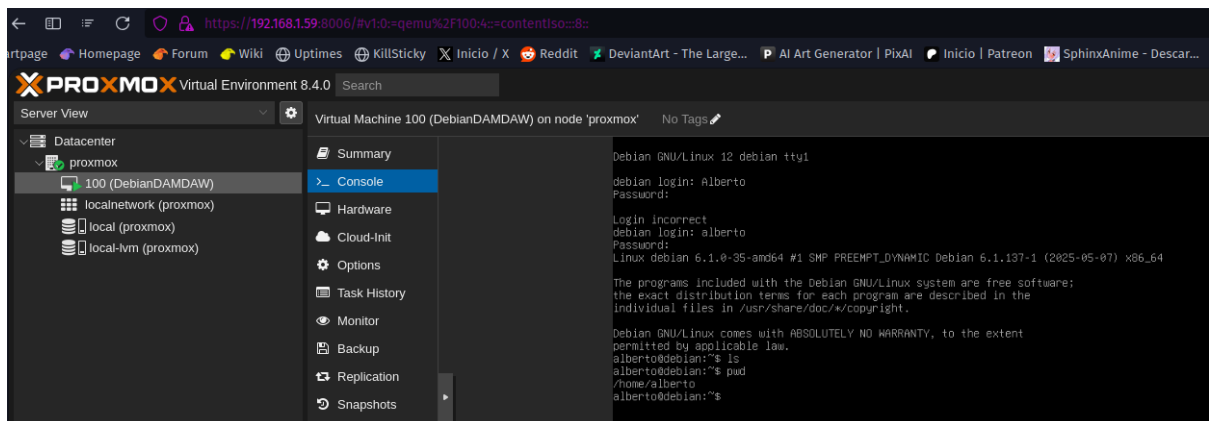 https://192.168.1.59:8006/#v1:0:=qemu%2F100:4::=contentIso:::8::
artpage Homepage Forum Wiki Uptimes KillSticky Inicio / X Reddit DeviantArt - The Large... AI Art Generator | PixAI Inicio | Patreon SphinxAnime - Descar...
PROXMOX Virtual Environment 8.4.0 Search
Server View
Virtual Machine 100 (DebianDAMDAW) on node 'proxmox' No Tags
Datacenter
proxmox
100 (DebianDAMDAW)
localnetwork (proxmox)
local (proxmox)
local-lvm (proxmox)
Summary
>_ Console
Hardware
Cloud-Init
Options
Task History
Monitor
Backup
Replication
Snapshots
Debian GNU/Linux 12 debian tty1
debian login: Alberto
Password:
Login incorrect
debian login: alberto
Password:
Linux debian 6.1.0-35-amd64 #1 SMP PREEMPT_DYNAMIC Debian 6.1.137-1 (2025-05-07) x86_64
The programs included with the Debian GNU/Linux system are free software;
the exact distribution terms for each program are described in the
individual files in /usr/share/doc/*/copyright.
Debian GNU/Linux comes with ABSOLUTELY NO WARRANTY, to the extent
permitted by applicable law.
alberto@debian:~$ ls
alberto@debian:~$ pwd
/home/alberto
alberto@debian:~$